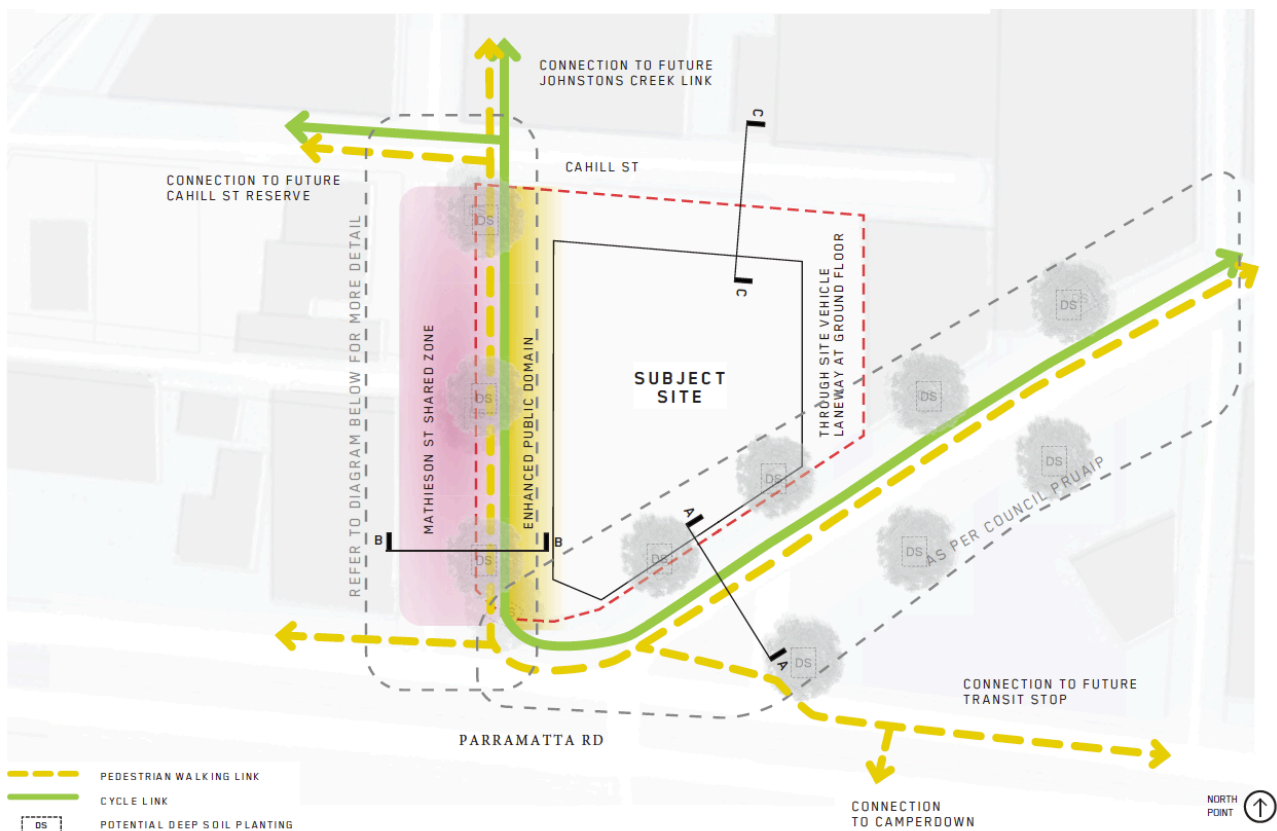 CONNECTION TO FUTURE
JOHNSTONS CREEK LINK
C
CAHILL ST
CONNECTION TO FUTURE
CAHILL ST RESERVE
DS
C
REFER TO DIAGRAM BELOW FOR MORE DETAIL
MATHIESON ST SHARED ZONE
ENHANCED PUBLIC DOMAIN
THROUGH SITE VEHICLE
LANEWAY AT GROUND FLOOR
DS
SUBJECT
SITE
DS
DS
DS
DS
A
B
B
DS
DS
DS
AS PER COUNCIL PRUAIP
DS
A
DS
CONNECTION TO FUTURE
TRANSIT STOP
PARRAMATTA RD
PEDESTRIAN WALKING LINK
CYCLE LINK
DS
POTENTIAL DEEP SOIL PLANTING
CONNECTION
TO CAMPERDOWN
NORTH
POINT